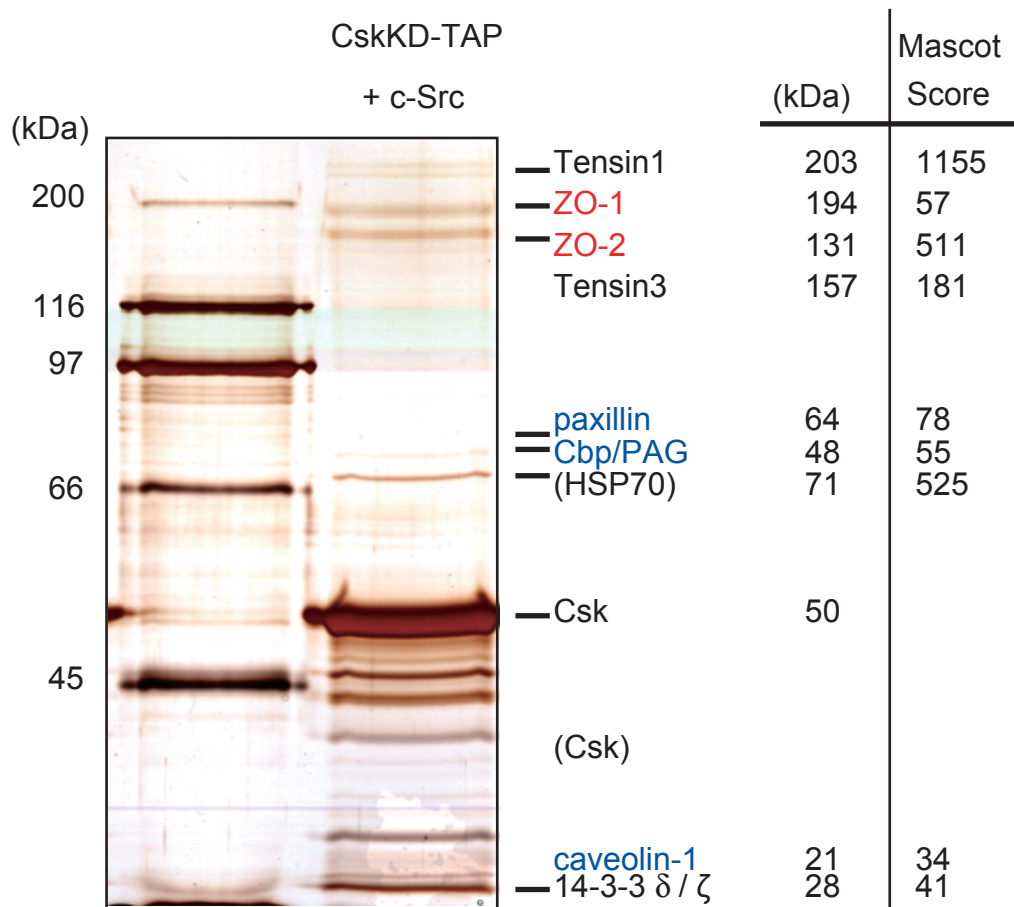 CskKD-TAP
+ c-Src
(kDa)
Mascot
Score
(kDa)
200
116
97
66
45
Tensin1 203 1155
ZO-1 194 57
ZO-2 131 511
Tensin3 157 181
paxillin 64 78
Cbp/PAG 48 55
(HSP70) 71 525
Csk 50
(Csk)
caveolin-1 21 34
14-3-3 δ / ζ 28 41